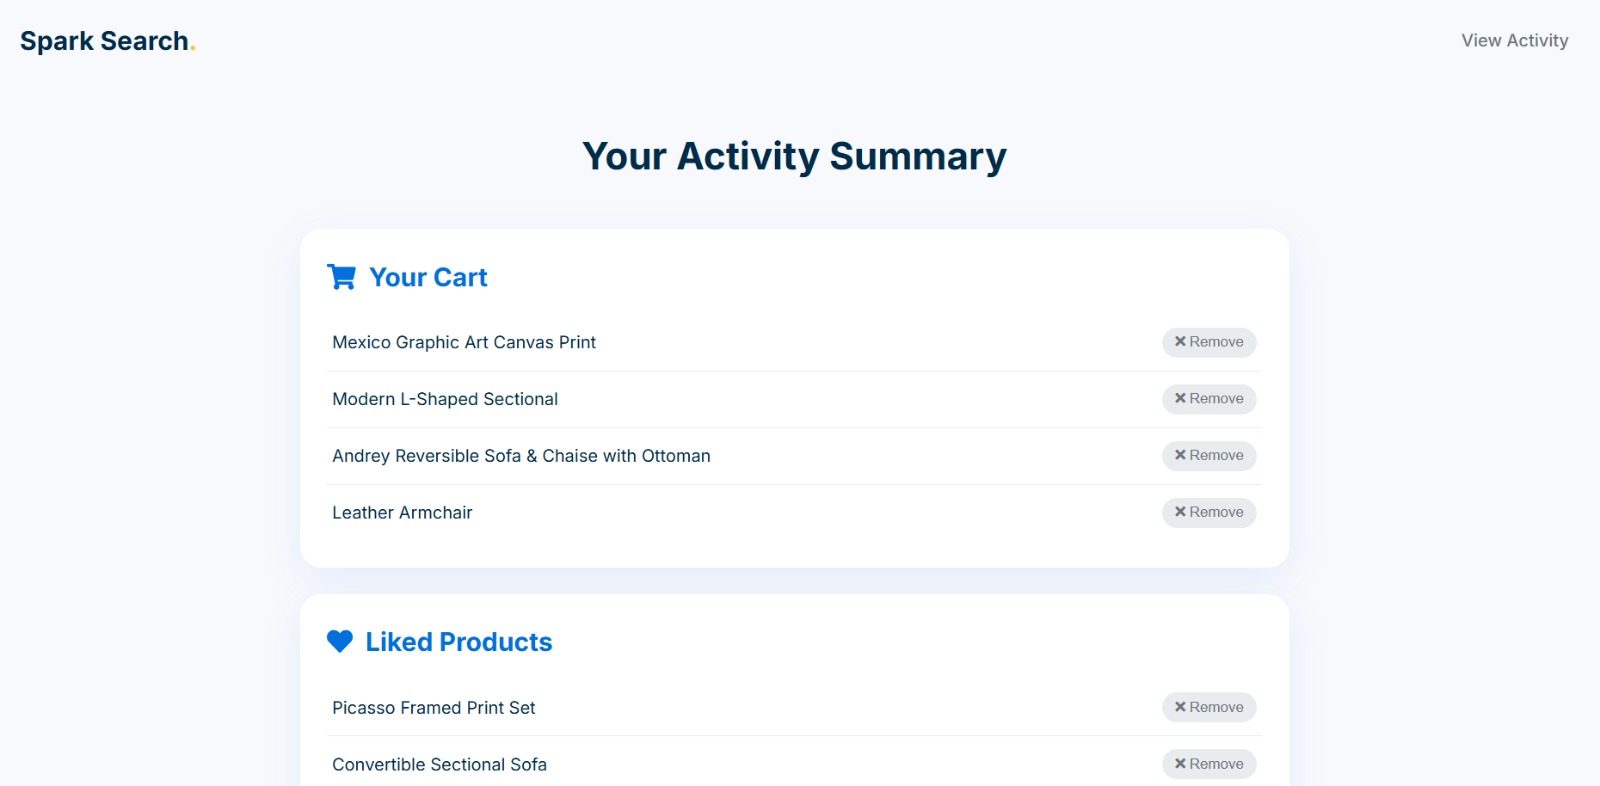 Spark Search.
View Activity
Your Activity Summary
Your Cart
Mexico Graphic Art Canvas Print
Remove
Modern L-Shaped Sectional
Remove
Andrey Reversible Sofa & Chaise with Ottoman
Remove
Leather Armchair
Remove
Liked Products
Picasso Framed Print Set
Remove
Convertible Sectional Sofa
Remove